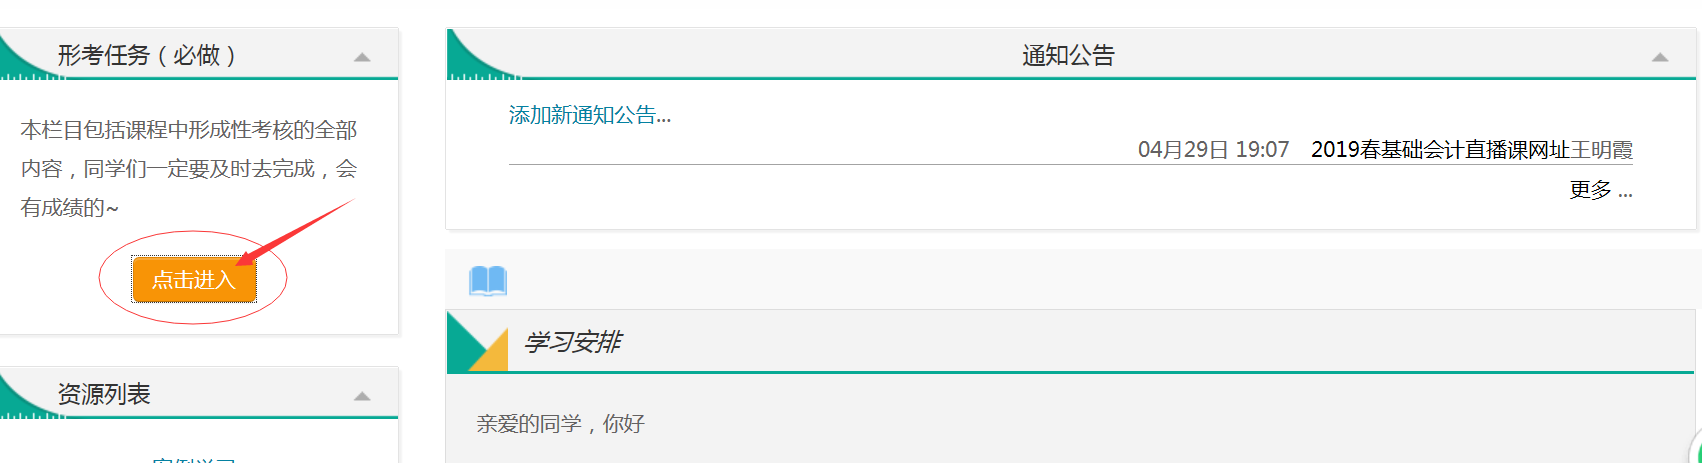 形考任务（必做）
本栏目包括课程中形成性考核的全部
内容，同学们一定要及时去完成，会
有成绩的~
点击进入
资源列表
案例学习
通知公告
添加新通知公告...
04月29日 19:07 2019春基础会计直播课网址王明霞
更多 ...
学习安排
亲爱的同学，你好